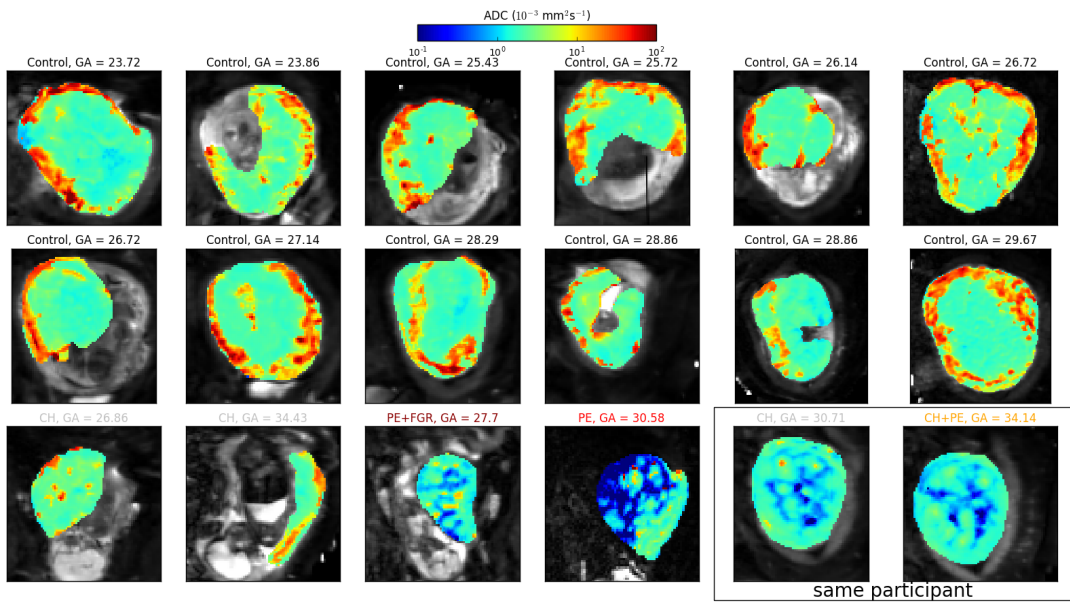 ADC (10⁻³ mm²s⁻¹)
10⁻¹ 10⁰ 10¹ 10²
Control, GA = 23.72
Control, GA = 23.86
Control, GA = 25.43
Control, GA = 25.72
Control, GA = 26.14
Control, GA = 26.72
Control, GA = 26.72
Control, GA = 27.14
Control, GA = 28.29
Control, GA = 28.86
Control, GA = 28.86
Control, GA = 29.67
CH, GA = 26.86
CH, GA = 34.43
PE+FGR, GA = 27.7
PE, GA = 30.58
CH, GA = 30.71
CH+PE, GA = 34.14
same participant